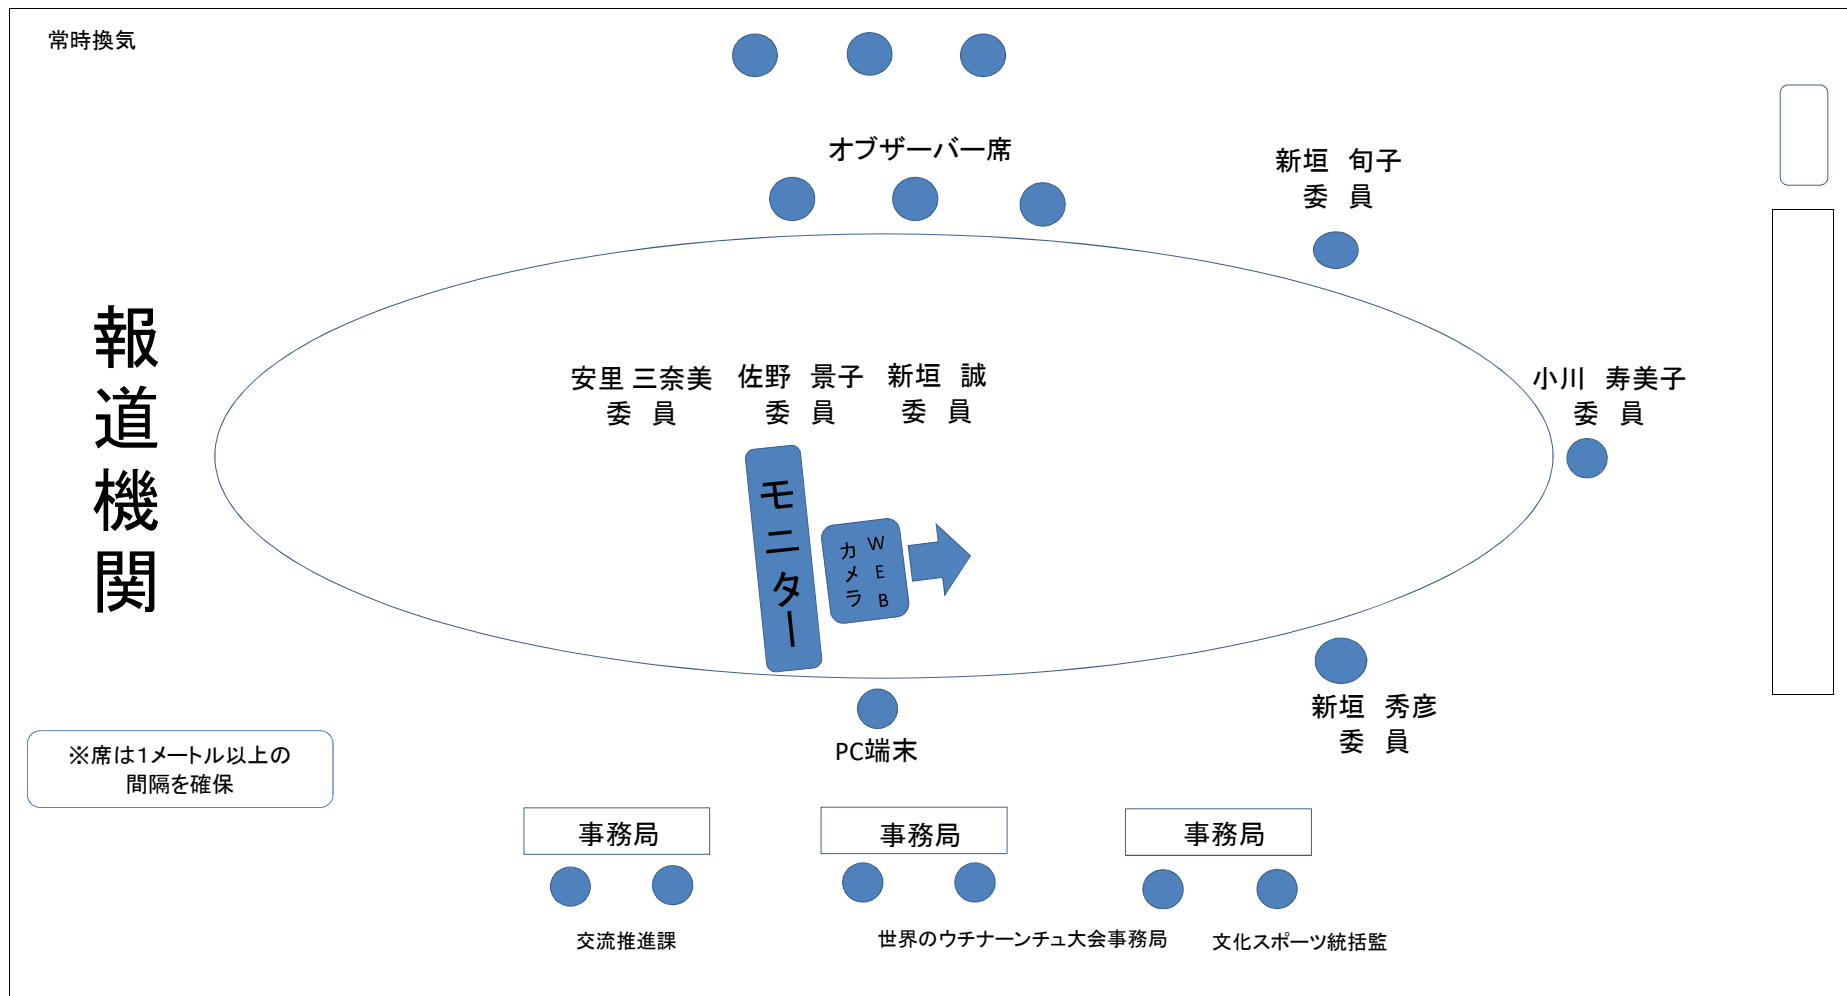 常時換気
オブザーバー席
新垣　旬子
委　員
報道機関
安里 三奈美
委　員
佐野　景子
委　員
新垣　誠
委　員
小川　寿美子
委　員
モニター
WEB
カメラ
新垣　秀彦
委　員
PC端末
※席は1メートル以上の
間隔を確保
事務局
事務局
事務局
交流推進課
世界のウチナーンチュ大会事務局
文化スポーツ統括監